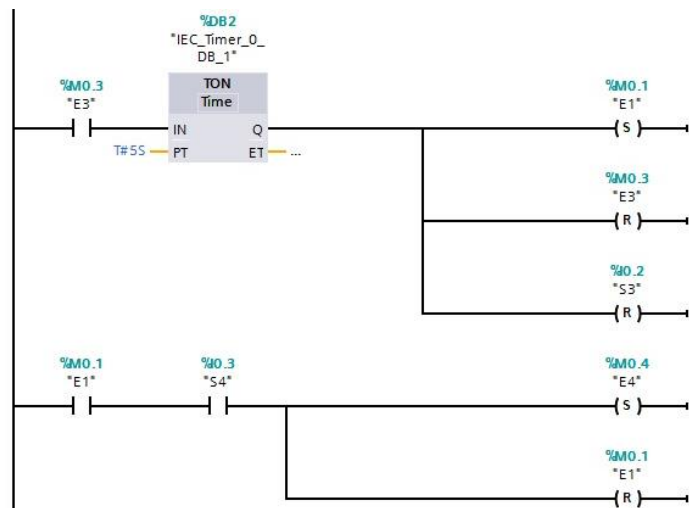 %DB2
"IEC_Timer_0_
DB_1"
%M0.3
"E3"
TON
Time
IN
Q
T#5S
PT
ET
...
%M0.1
"E1"
S
%M0.3
"E3"
R
%I0.2
"S3"
R
%M0.1
"E1"
%I0.3
"S4"
%M0.4
"E4"
S
%M0.1
"E1"
R